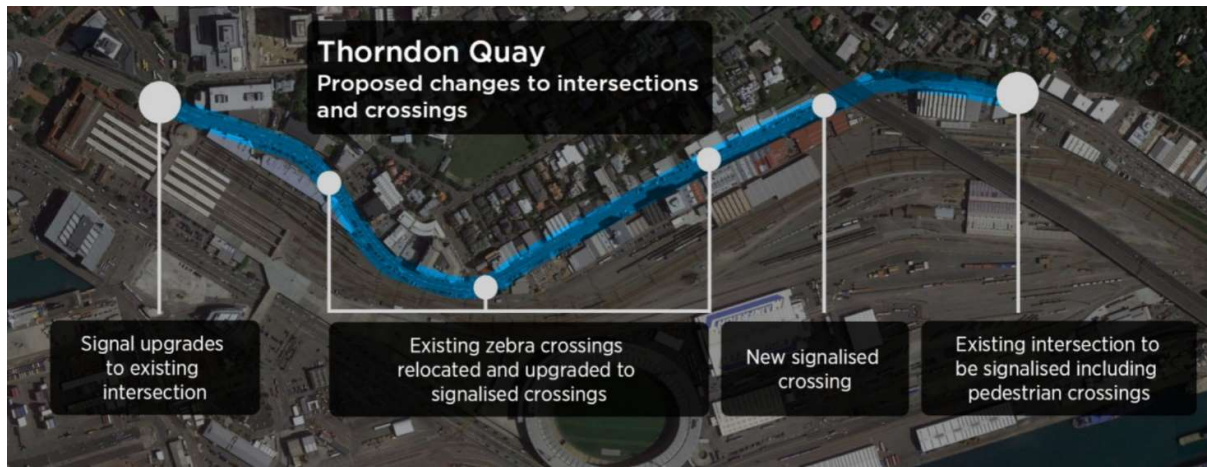 Thorndon Quay
Proposed changes to intersections
and crossings
Signal upgrades
to existing
intersection
Existing zebra crossings
relocated and upgraded to
signalised crossings
New signalised
crossing
Existing intersection to
be signalised including
pedestrian crossings